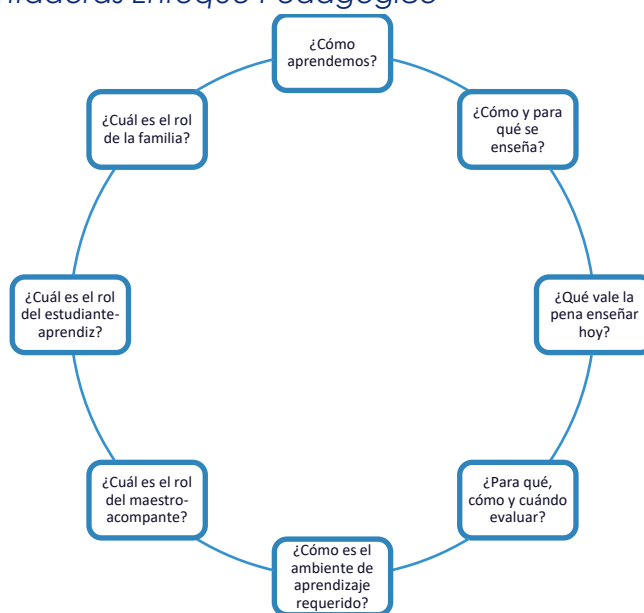 Enfoque Pedagógico
¿Cómo
aprendemos?
¿Cómo y para
qué se
enseña?
¿Qué vale la
pena enseñar
hoy?
¿Para qué,
cómo y cuándo
evaluar?
¿Cómo es el
ambiente de
aprendizaje
requerido?
¿Cuál es el rol
del maestro-
acompante?
¿Cuál es el rol
del estudiante-
aprendiz?
¿Cuál es el rol
de la familia?